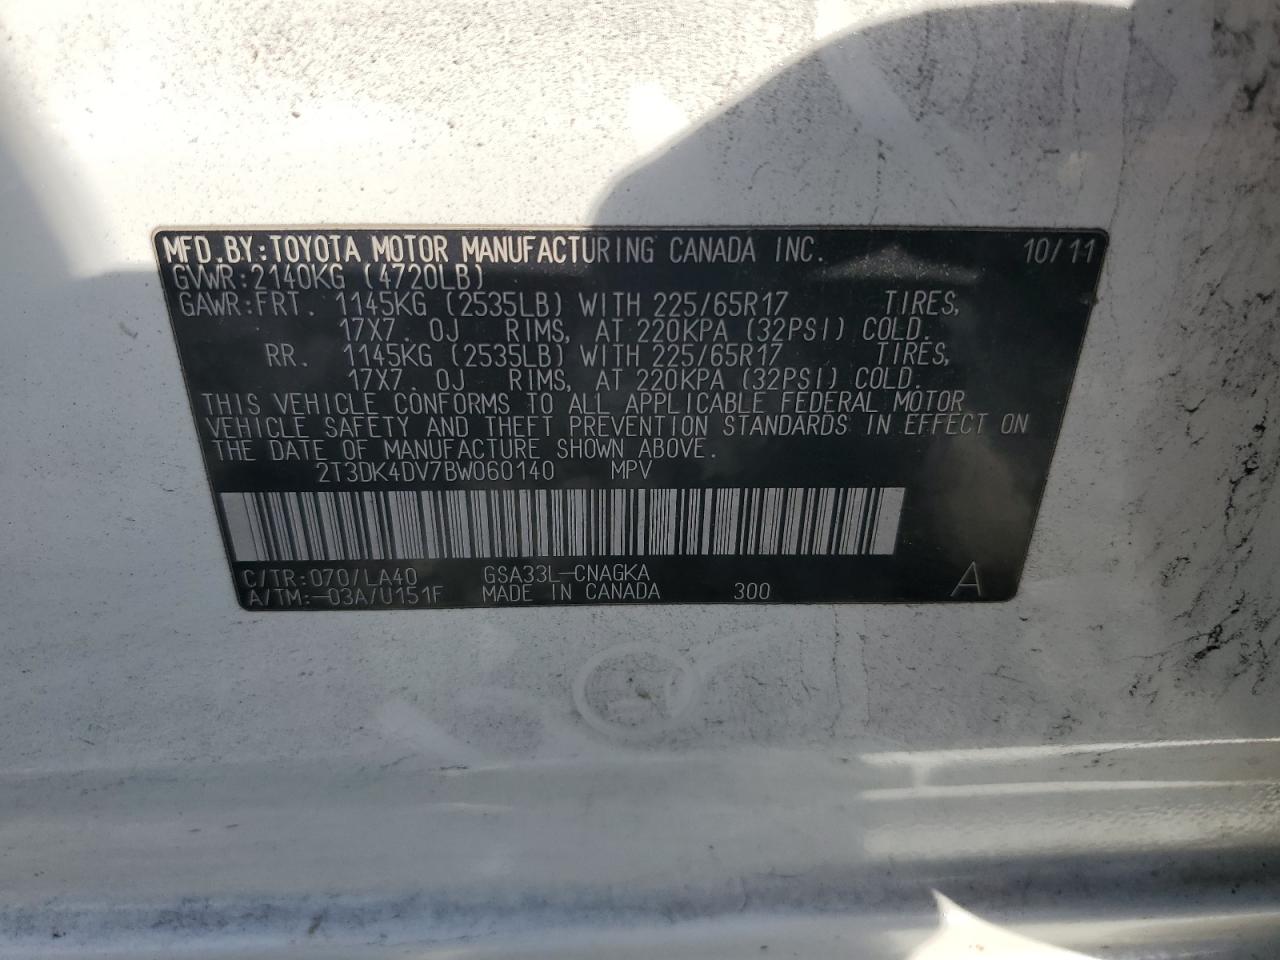 MFD.BY:TOYOTA MOTOR MANUFACTURING CANADA INC. 10/11
GVWR:2140KG (4720LB)
GAWR:FRT. 1145KG (2535LB) WITH 225/65R17 TIRES,
17X7. 0J RIMS, AT 220KPA (32PSI) COLD.
RR. 1145KG (2535LB) WITH 225/65R17 TIRES,
17X7. 0J RIMS, AT 220KPA (32PSI) COLD.
THIS VEHICLE CONFORMS TO ALL APPLICABLE FEDERAL MOTOR
VEHICLE SAFETY AND THEFT PREVENTION STANDARDS IN EFFECT ON
THE DATE OF MANUFACTURE SHOWN ABOVE.
2T3DK4DV7BW060140 MPV
C/TR:070/LA40 GSA33L-CNAGKA
A/TM:-03A/U151F MADE IN CANADA 300 A